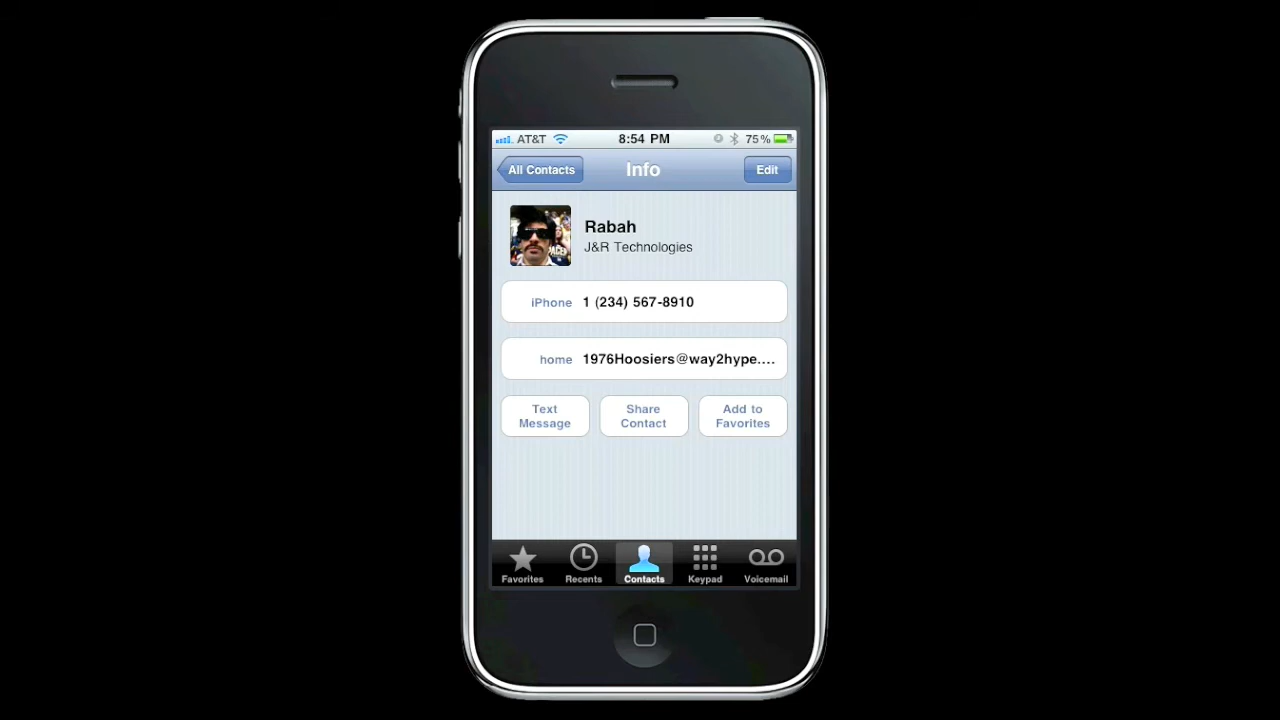 AT&T 8:54 PM 75%
All Contacts Info Edit
Rabah
J&R Technologies
iPhone 1 (234) 567-8910
home 1976Hoosiers@way2hype....
Text Message
Share Contact
Add to Favorites
Favorites Recents Contacts Keypad Voicemail